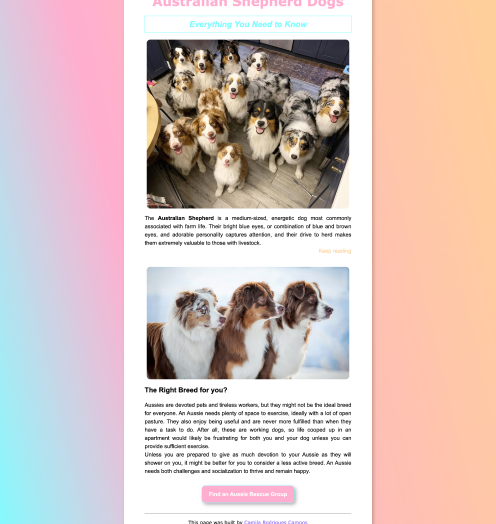 Australian Shepherd Dogs
Everything You Need to Know
The Australian Shepherd is a medium-sized, energetic dog most commonly
associated with farm life. Their bright blue eyes, or combination of blue and brown
eyes, and adorable personality captures attention, and their drive to herd makes
them extremely valuable to those with livestock.
Keep reading
The Right Breed for you?
Aussies are devoted pets and tireless workers, but they might not be the ideal breed
for everyone. An Aussie needs plenty of space to exercise, ideally with a lot of open
pasture. They also enjoy being useful and are never more fulfilled than when they
have a task to do. After all, these are working dogs, so life cooped up in an
apartment would likely be frustrating for both you and your dog unless you can
provide sufficient exercise.
Unless you are prepared to give as much devotion to your Aussie as they will
shower on you, it might be better for you to consider a less active breed. An Aussie
needs both challenges and socialization to thrive and remain happy.
Find an Aussie Rescue Group
This page was built by Camila Rodrigues Campos